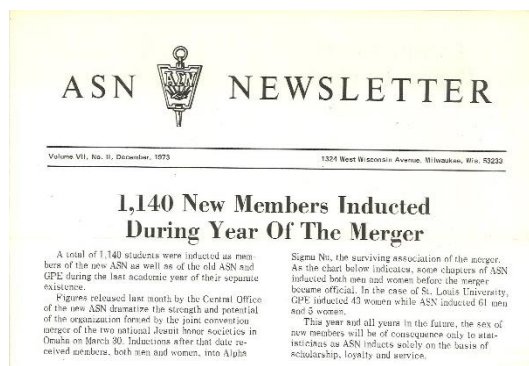 ASN NEWSLETTER
Volume VII, No. II, December, 1973
1324 West Wisconsin Avenue, Milwaukee, Wis. 53233
1,140 New Members Inducted
During Year Of The Merger
A total of 1,140 students were inducted as mem-
bers of the new ASN as well as of the old ASN and
GPE during the last academic year of their separate
existence.
Figures released last month by the Central Office
of the new ASN dramatize the strength and potential
of the organization formed by the joint convention
merger of the two national Jesuit honor societies in
Omaha on March 30. Inductions after that date re-
ceived members, both men and women, into Alpha
Sigma Nu, the surviving association of the merger.
As the chart below indicates, some chapters of ASN
inducted both men and women before the merger
became official. In the case of St. Louis University,
GPE inducted 43 women while ASN inducted 61 men
and 5 women.
This year and all years in the future, the sex of
new members will be of consequence only to stat-
isticians as ASN inducts solely on the basis of
scholarship, loyalty and service.